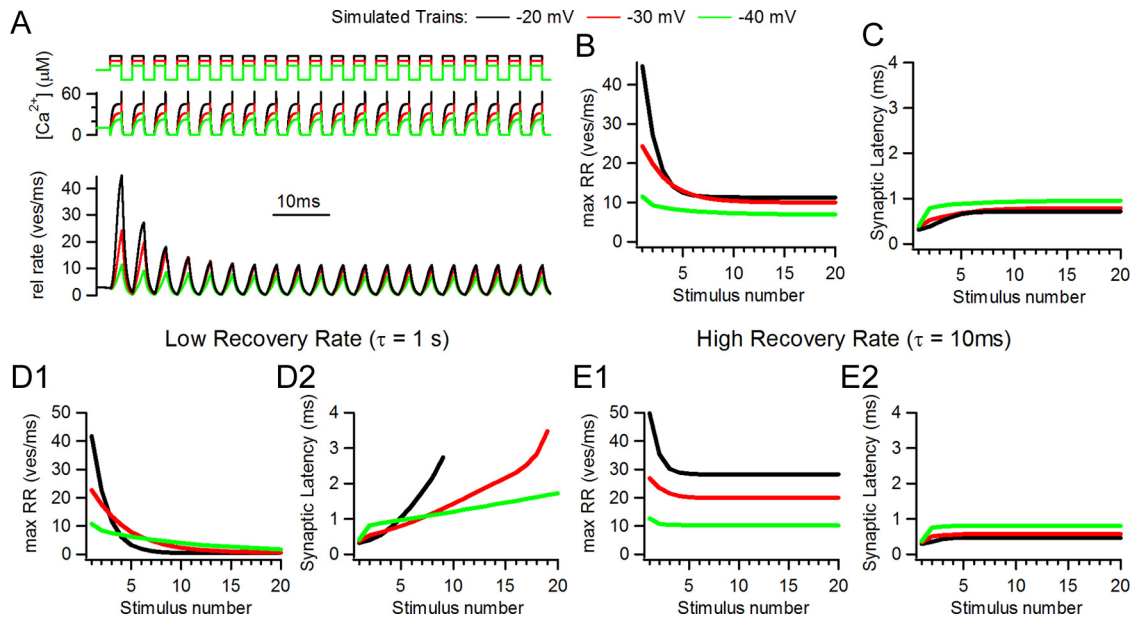 Simulated Trains: -20 mV -30 mV -40 mV
A
[Ca2+] (μM)
60
0
rel rate (ves/ms)
40
30
20
10
0
10ms
B
max RR (ves/ms)
40
30
20
10
0
5 10 15 20
Stimulus number
C
Synaptic Latency (ms)
4
3
2
1
0
5 10 15 20
Stimulus number
Low Recovery Rate (τ = 1 s)
High Recovery Rate (τ = 10ms)
D1
max RR (ves/ms)
50
40
30
20
10
0
5 10 15 20
Stimulus number
D2
Synaptic Latency (ms)
4
3
2
1
0
5 10 15 20
Stimulus number
E1
max RR (ves/ms)
50
40
30
20
10
0
5 10 15 20
Stimulus number
E2
Synaptic Latency (ms)
4
3
2
1
0
5 10 15 20
Stimulus number